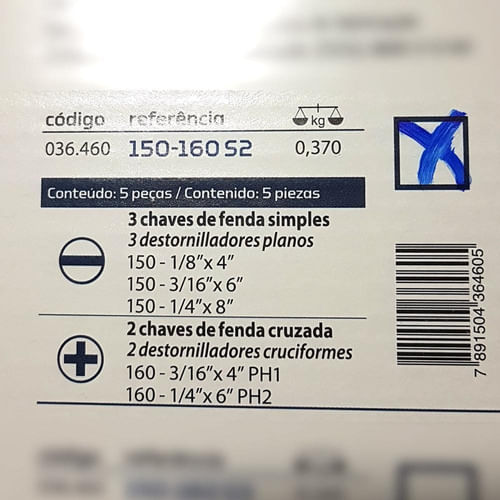 código referência kg
036.460 150-160 S2 0,370
Conteúdo: 5 peças / Contenido: 5 piezas
3 chaves de fenda simples
3 destornilladores planos
150 - 1/8"x 4"
150 - 3/16"x 6"
150 - 1/4"x 8"
2 chaves de fenda cruzada
2 destornilladores cruciformes
160 - 3/16"x 4" PH1
160 - 1/4"x 6" PH2
7 891504 364605